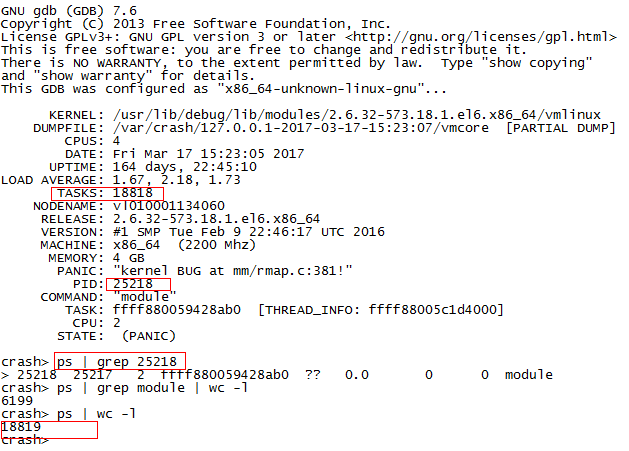 GNU gdb (GDB) 7.6
Copyright (C) 2013 Free Software Foundation, Inc.
License GPLv3+: GNU GPL version 3 or later <http://gnu.org/licenses/gpl.html>
This is free software: you are free to change and redistribute it.
There is NO WARRANTY, to the extent permitted by law.  Type "show copying"
and "show warranty" for details.
This GDB was configured as "x86_64-unknown-linux-gnu"...
KERNEL: /usr/lib/debug/lib/modules/2.6.32-573.18.1.el6.x86_64/vmlinux
DUMPFILE: /var/crash/127.0.0.1-2017-03-17-15:23:07/vmcore  [PARTIAL DUMP]
CPUS: 4
DATE: Fri Mar 17 15:23:05 2017
UPTIME: 164 days, 22:45:10
LOAD AVERAGE: 1.67, 2.18, 1.73
TASKS: 18818
NODENAME: vl010001134060
RELEASE: 2.6.32-573.18.1.el6.x86_64
VERSION: #1 SMP Tue Feb 9 22:46:17 UTC 2016
MACHINE: x86_64  (2200 Mhz)
MEMORY: 4 GB
PANIC: "kernel BUG at mm/rmap.c:381!"
PID: 25218
COMMAND: "module"
TASK: ffff880059428ab0  [THREAD_INFO: ffff88005c1d4000]
CPU: 2
STATE:  (PANIC)
crash> ps | grep 25218
> 25218  25217   2  ffff880059428ab0  ??   0.0       0      0  module
crash> ps | grep module | wc -l
6199
crash> ps | wc -l
18819
crash>